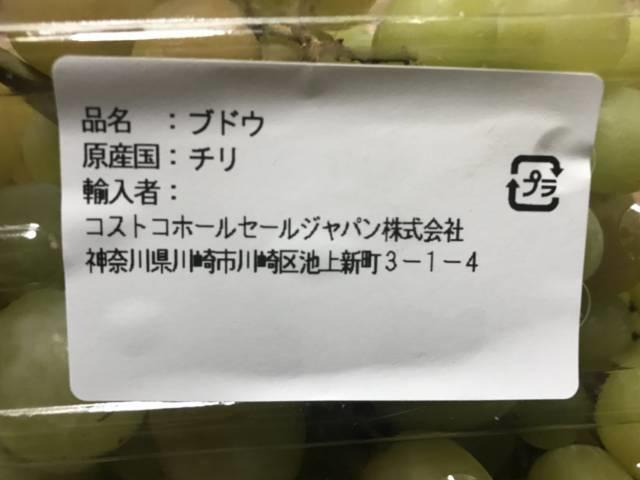 品名　：ブドウ
原産国：チリ
輸入者：
コストコホールセールジャパン株式会社
神奈川県川崎市川崎区池上新町３－１－４
プラ